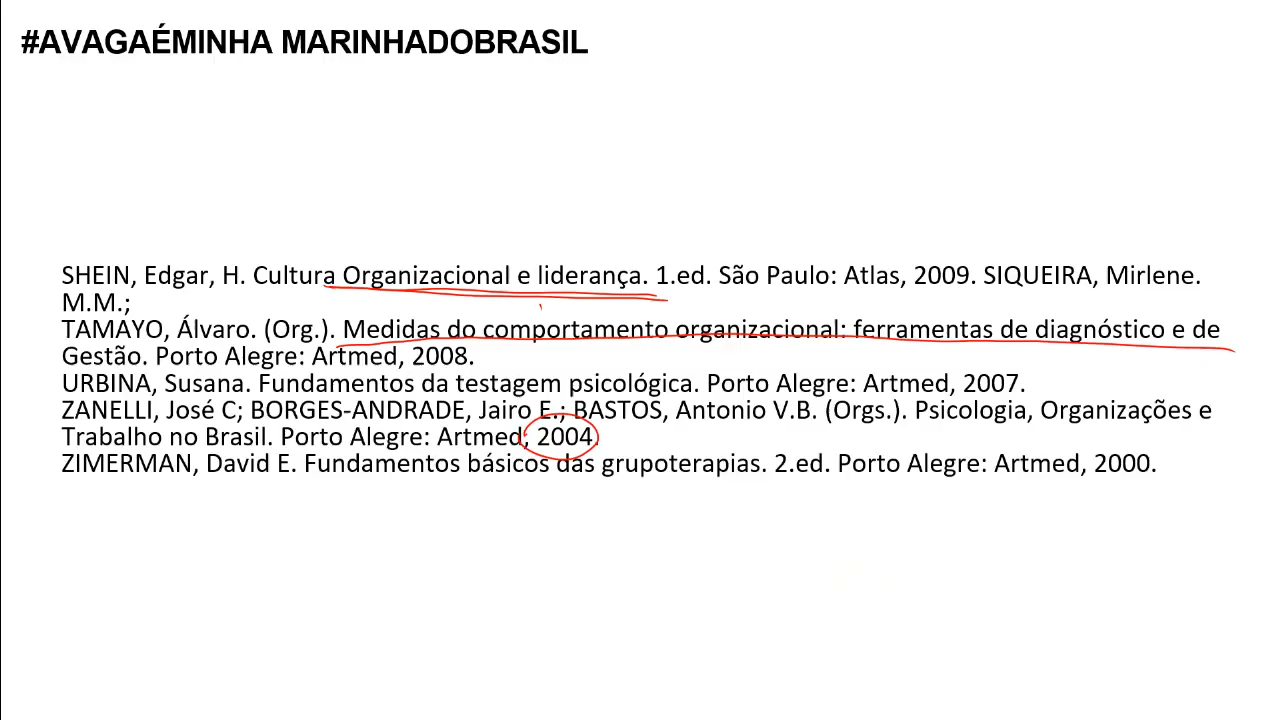 #AVAGAÉMINHA MARINHADOBRASIL
SHEIN, Edgar, H. Cultura Organizacional e liderança. 1.ed. São Paulo: Atlas, 2009. SIQUEIRA, Mirlene.
M.M.;
TAMAYO, Álvaro. (Org.). Medidas do comportamento organizacional: ferramentas de diagnóstico e de
Gestão. Porto Alegre: Artmed, 2008.
URBINA, Susana. Fundamentos da testagem psicológica. Porto Alegre: Artmed, 2007.
ZANELLI, José C; BORGES-ANDRADE, Jairo E.; BASTOS, Antonio V.B. (Orgs.). Psicologia, Organizações e
Trabalho no Brasil. Porto Alegre: Artmed, 2004.
ZIMERMAN, David E. Fundamentos básicos das grupoterapias. 2.ed. Porto Alegre: Artmed, 2000.